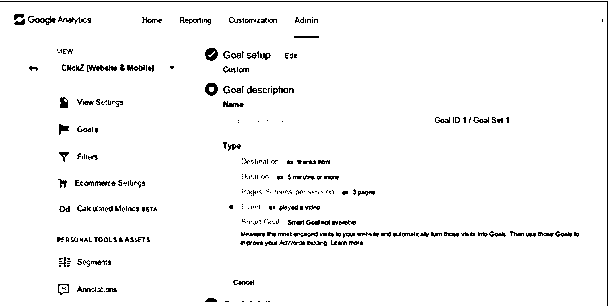 Google Analytics
Home Reporting Customization Admin
VIEW
ClickZ (Website & Mobile)
View Settings
Goals
Filters
Ecommerce Settings
Dd Calculated Metrics BETA
PERSONAL TOOLS & ASSETS
Segments
Annotations
Goal setup Edit
Custom
Goal description
Name
Goal ID 1 / Goal Set 1
Type
Destination ex: thanks.html
Duration ex: 5 minutes or more
Pages/Screens per session ex: 3 pages
Event ex: played a video
Smart Goal Smart Goal not available
Measure the most engaged visits to your website and automatically turn those visits into Goals. Then use those Goals to
improve your AdWords bidding. Learn more
Cancel